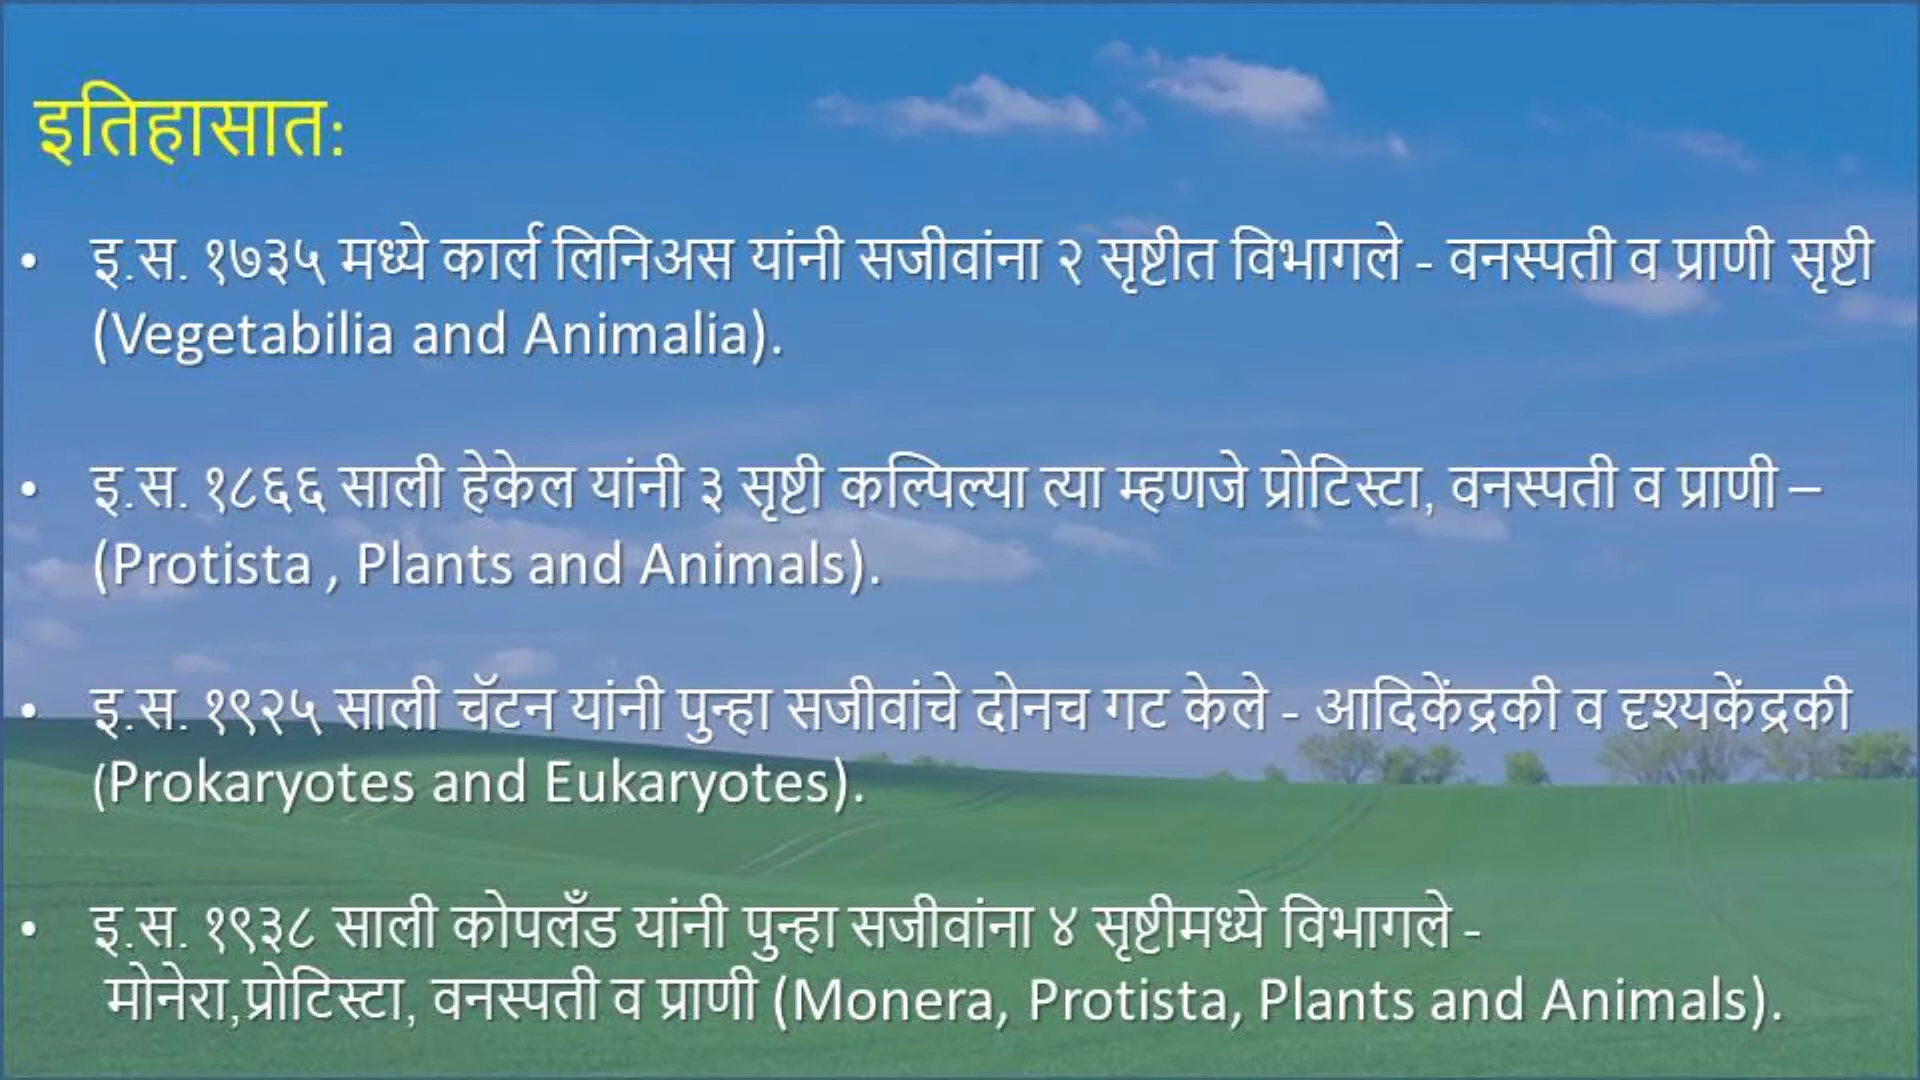 इतिहासात:
• इ.स. १७३५ मध्ये कार्ल लिनिअस यांनी सजीवांना २ सृष्टीत विभागले - वनस्पती व प्राणी सृष्टी
(Vegetabilia and Animalia).
• इ.स. १८६६ साली हेकेल यांनी ३ सृष्टी कल्पिल्या त्या म्हणजे प्रोटिस्टा, वनस्पती व प्राणी –
(Protista , Plants and Animals).
• इ.स. १९२५ साली चॅटन यांनी पुन्हा सजीवांचे दोनच गट केले - आदिकेंद्रकी व दृश्यकेंद्रकी
(Prokaryotes and Eukaryotes).
• इ.स. १९३८ साली कोपलँड यांनी पुन्हा सजीवांना ४ सृष्टीमध्ये विभागले -
मोनेरा,प्रोटिस्टा, वनस्पती व प्राणी (Monera, Protista, Plants and Animals).